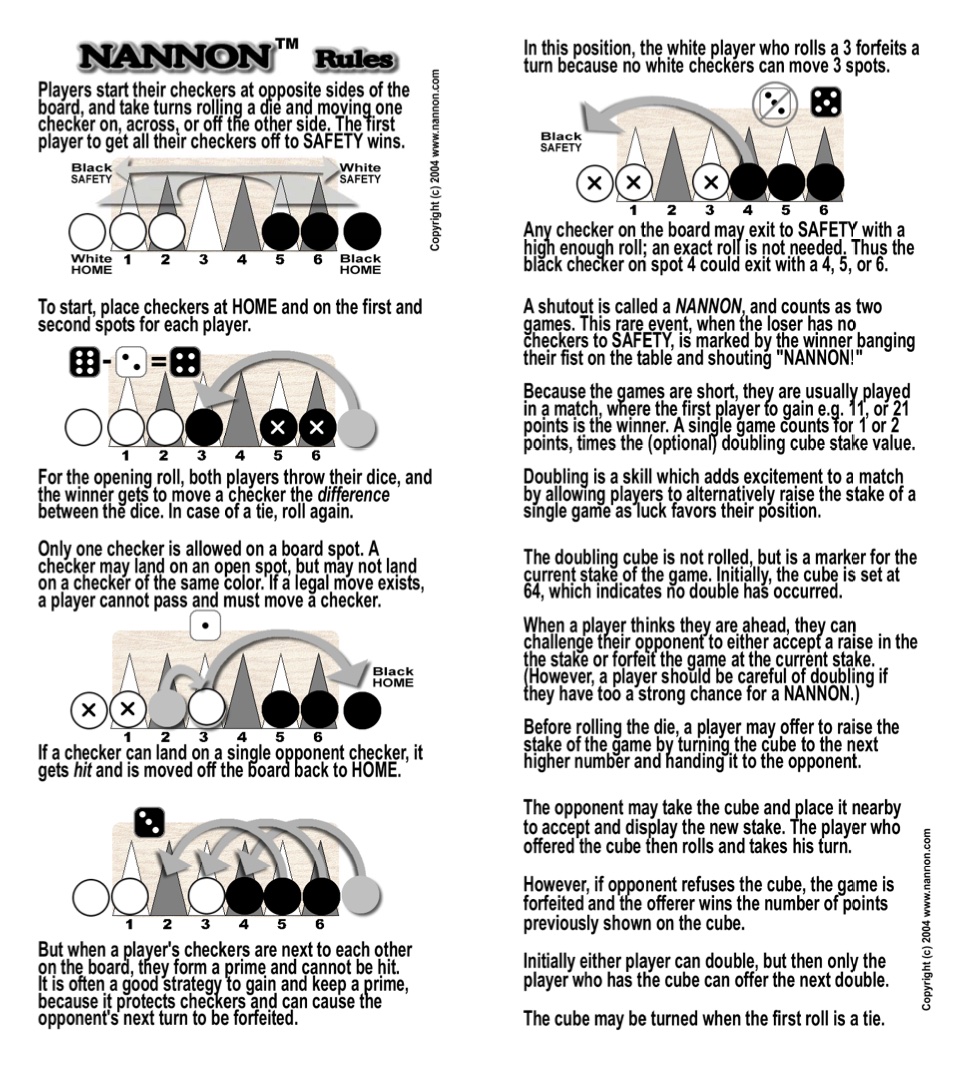 NANNON™ Rules
Players start their checkers at opposite sides of the
board, and take turns rolling a die and moving one
checker on, across, or off the other side. The first
player to get all their checkers off to SAFETY wins.
Black
SAFETY
White
SAFETY
White
HOME
1 2 3 4 5 6
Black
HOME
Copyright (c) 2004 www.nannon.com
To start, place checkers at HOME and on the first and
second spots for each player.
- =
1 2 3 4 5 6
For the opening roll, both players throw their dice, and
the winner gets to move a checker the difference
between the dice. In case of a tie, roll again.
Only one checker is allowed on a board spot. A
checker may land on an open spot, but may not land
on a checker of the same color. If a legal move exists,
a player cannot pass and must move a checker.
Black
HOME
1 2 3 4 5 6
If a checker can land on a single opponent checker, it
gets hit and is moved off the board back to HOME.
1 2 3 4 5 6
But when a player's checkers are next to each other
on the board, they form a prime and cannot be hit.
It is often a good strategy to gain and keep a prime,
because it protects checkers and can cause the
opponent's next turn to be forfeited.
In this position, the white player who rolls a 3 forfeits a
turn because no white checkers can move 3 spots.
Black
SAFETY
1 2 3 4 5 6
Any checker on the board may exit to SAFETY with a
high enough roll; an exact roll is not needed. Thus the
black checker on spot 4 could exit with a 4, 5, or 6.
A shutout is called a NANNON, and counts as two
games. This rare event, when the loser has no
checkers to SAFETY, is marked by the winner banging
their fist on the table and shouting "NANNON!"
Because the games are short, they are usually played
in a match, where the first player to gain e.g. 11, or 21
points is the winner. A single game counts for 1 or 2
points, times the (optional) doubling cube stake value.
Doubling is a skill which adds excitement to a match
by allowing players to alternatively raise the stake of a
single game as luck favors their position.
The doubling cube is not rolled, but is a marker for the
current stake of the game. Initially, the cube is set at
64, which indicates no double has occurred.
When a player thinks they are ahead, they can
challenge their opponent to either accept a raise in the
the stake or forfeit the game at the current stake.
(However, a player should be careful of doubling if
they have too a strong chance for a NANNON.)
Before rolling the die, a player may offer to raise the
stake of the game by turning the cube to the next
higher number and handing it to the opponent.
The opponent may take the cube and place it nearby
to accept and display the new stake. The player who
offered the cube then rolls and takes his turn.
However, if opponent refuses the cube, the game is
forfeited and the offerer wins the number of points
previously shown on the cube.
Initially either player can double, but then only the
player who has the cube can offer the next double.
The cube may be turned when the first roll is a tie.
Copyright (c) 2004 www.nannon.com